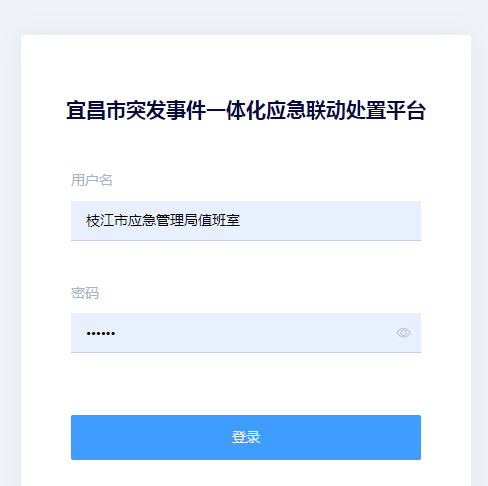 宜昌市突发事件一体化应急联动处置平台
用户名
枝江市应急管理局值班室
密码
••••••
登录